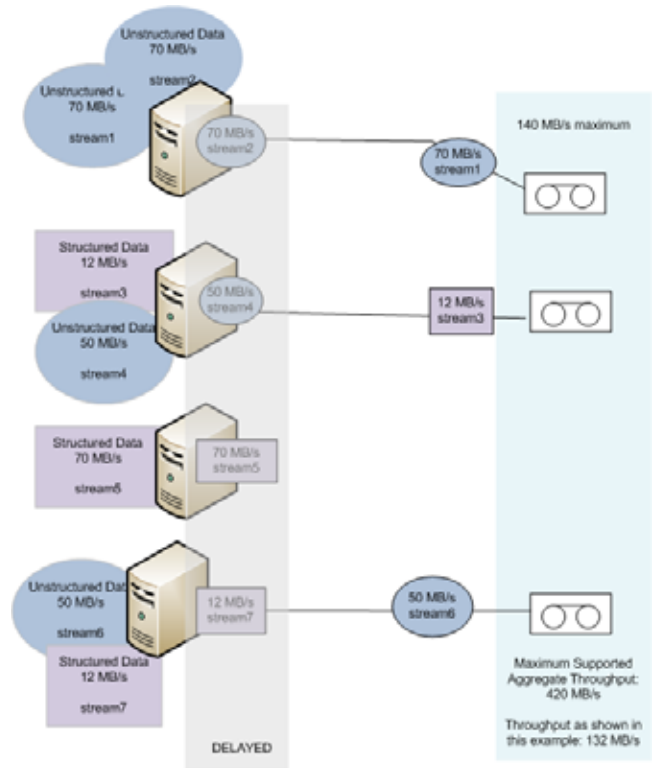 Unstructured Data
70 MB/s
stream2
Unstructured
70 MB/s
stream1
70 MB/s
stream2
70 MB/s
stream1
140 MB/s maximum
Structured Data
12 MB/s
stream3
Unstructured Data
50 MB/s
stream4
50 MB/s
stream4
12 MB/s
stream3
Structured Data
70 MB/s
stream5
70 MB/s
stream5
Unstructured Data
50 MB/s
stream6
Structured Data
12 MB/s
stream7
12 MB/s
stream7
50 MB/s
stream6
Maximum Supported
Aggregate Throughput:
420 MB/s
Throughput as shown in
this example: 132 MB/s
DELAYED